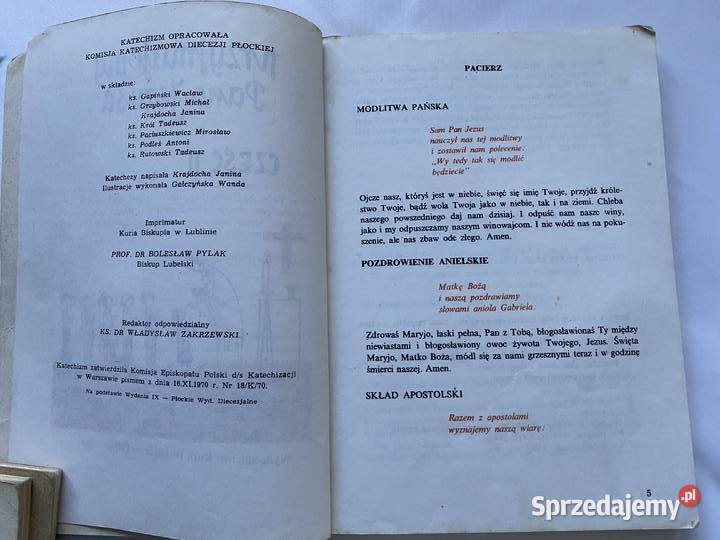 KATECHIZM OPRACOWAŁA
KOMISJA KATECHIZMOWA DIECEZJI PŁOCKIEJ
w składzie:
ks. Gapiński Wacław
ks. Grzybowski Michał
Krajdocha Janina
ks. Król Tadeusz
ks. Paciuszkiewicz Mirosław
ks. Podleś Antoni
ks. Rutowski Tadeusz
Katechezy napisała Krajdocha Janina
Ilustracje wykonała Gałczyńska Wanda
Imprimatur
Kuria Biskupia w Lublinie
PROF. DR BOLESŁAW PYLAK
Biskup Lubelski
Redaktor odpowiedzialny
KS. DR WŁADYSŁAW ZAKRZEWSKI.
Katechizm zatwierdziła Komisja Episkopatu Polski d/s Katechizacji
w Warszawie pismem z dnia 16.XI.1970 r. Nr 18/K/70.
Na podstawie Wydania IX — Płockie Wyd. Diecezjalne
PACIERZ
MODLITWA PAŃSKA
Sam Pan Jezus
nauczył nas tej modlitwy
i zostawił nam polecenie:
„Wy tedy tak się modlić
będziecie"
Ojcze nasz, któryś jest w niebie, święć się imię Twoje, przyjdź króle-
stwo Twoje, bądź wola Twoja jako w niebie, tak i na ziemi. Chleba
naszego powszedniego daj nam dzisiaj. I odpuść nam nasze winy,
jako i my odpuszczamy naszym winowajcom. I nie wódź nas na poku-
szenie, ale nas zbaw ode złego. Amen.
POZDROWIENIE ANIELSKIE
Matkę Bożą
i naszą pozdrawiamy
słowami anioła Gabriela:
Zdrowaś Maryjo, łaski pełna, Pan z Tobą, błogosławionaś Ty między
niewiastami i błogosławiony owoc żywota Twojego, Jezus. Święta
Maryjo, Matko Boża, módl się za nami grzesznymi teraz i w godzinę
śmierci naszej. Amen.
SKŁAD APOSTOLSKI
Razem z apostołami
wyznajemy naszą wiarę:
5
Sprzedajemy.pl